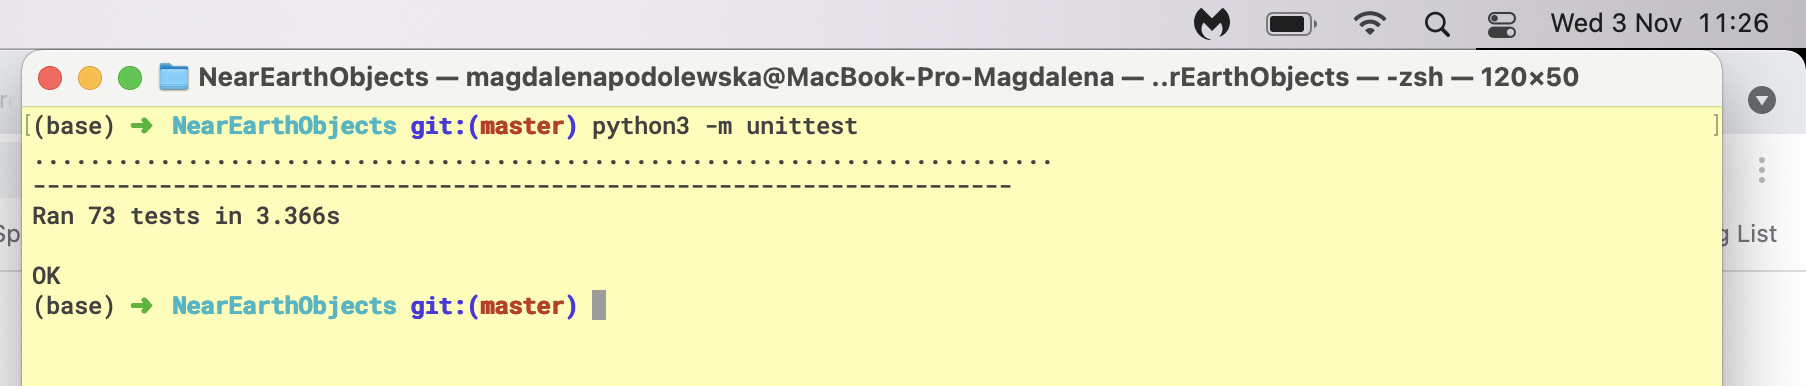 Wed 3 Nov 11:26
NearEarthObjects — magdalenapodolewska@MacBook-Pro-Magdalena — ..rEarthObjects — -zsh — 120×50
[(base) ➜ NearEarthObjects git:(master) python3 -m unittest ]
.........................................................................
----------------------------------------------------------------------
Ran 73 tests in 3.366s
List
OK
(base) ➜ NearEarthObjects git:(master)